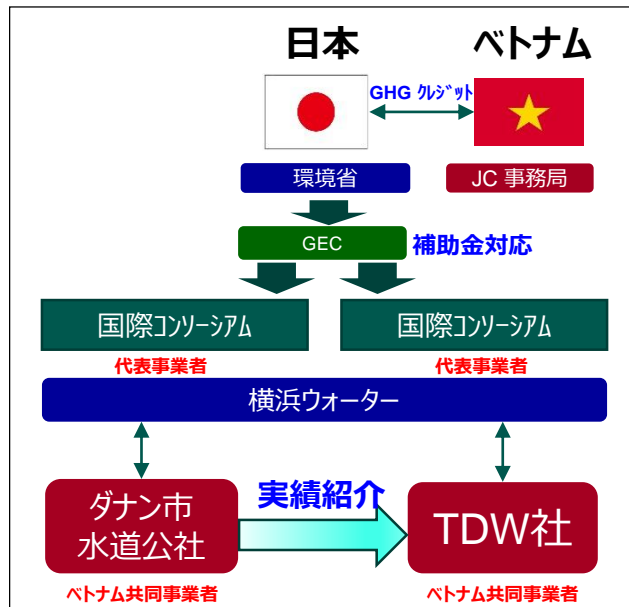 日本
ベトナム
GHG ｸﾚｼﾞｯﾄ
環境省
JC 事務局
GEC
補助金対応
国際ｺﾝｿｰｼｱﾑ
国際ｺﾝｿｰｼｱﾑ
代表事業者
代表事業者
横浜ウォーター
ダナン市
水道公社
実績紹介
TDW社
ベトナム共同事業者
ベトナム共同事業者